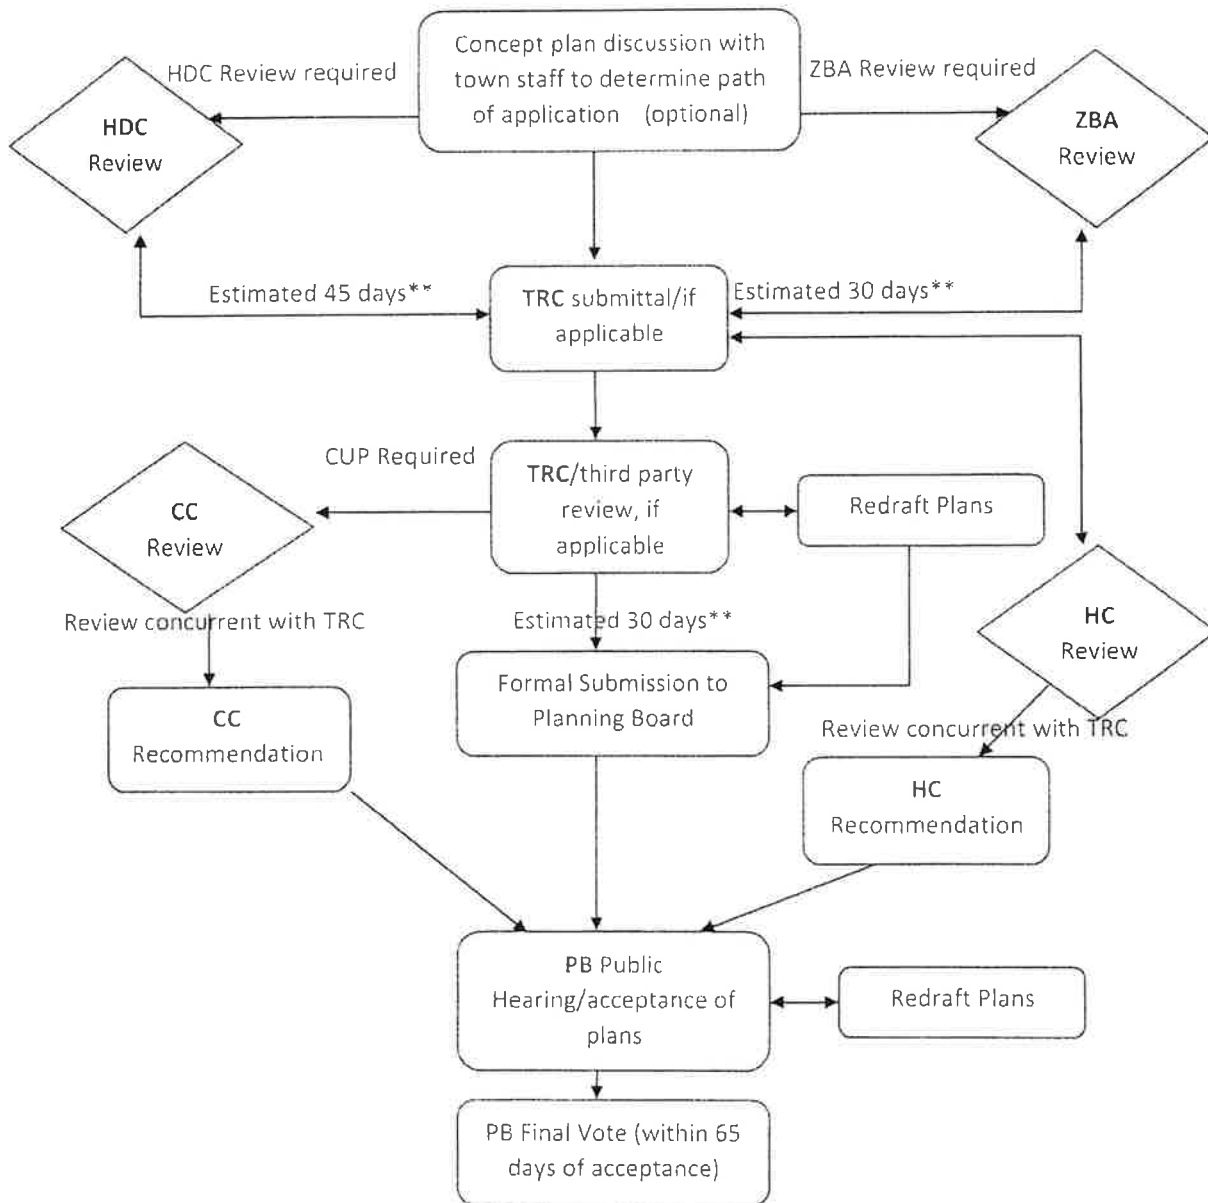 Concept plan discussion with
town staff to determine path
of application (optional)
HDC Review required
ZBA Review required
HDC
Review
ZBA
Review
Estimated 45 days**
Estimated 30 days**
TRC submittal/if
applicable
CUP Required
TRC/third party
review, if
applicable
Redraft Plans
CC
Review
HC
Review
Review concurrent with TRC
Estimated 30 days**
Formal Submission to
Planning Board
CC
Recommendation
Review concurrent with TRC
HC
Recommendation
PB Public
Hearing/acceptance of
plans
Redraft Plans
PB Final Vote (within 65
days of acceptance)